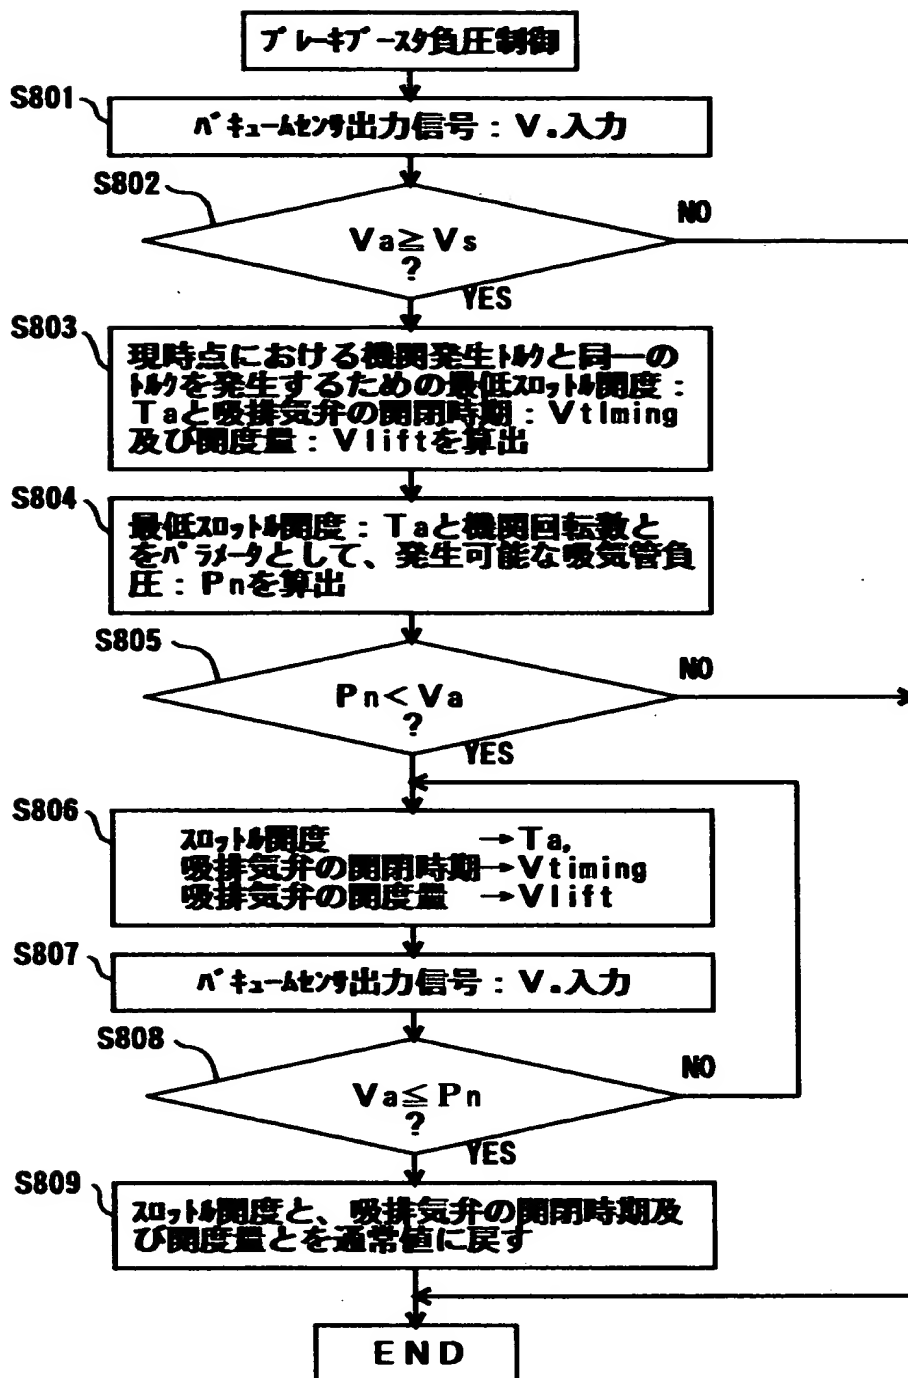 ブレーキブースタ負圧制御
S801
バキュームセンサ出力信号：V.入力
S802
Va≧Vs
?
NO
YES
S803
現時点における機関発生トルクと同一の
トルクを発生するための最低スロットル開度：
Taと吸排気弁の開閉時期：Vtiming
及び開度量：Vliftを算出
S804
最低スロットル開度：Taと機関回転数と
をパラメータとして、発生可能な吸気管負
圧：Pnを算出
S805
Pn<Va
?
NO
YES
S806
スロットル開度 →Ta,
吸排気弁の開閉時期→Vtiming
吸排気弁の開度量 →Vlift
S807
バキュームセンサ出力信号：V.入力
S808
Va≦Pn
?
NO
YES
S809
スロットル開度と、吸排気弁の開閉時期及
び開度量とを通常値に戻す
END